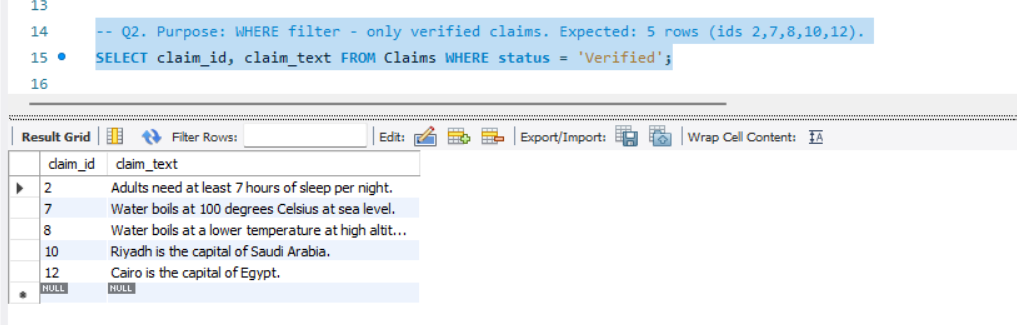 13
14 -- Q2. Purpose: WHERE filter - only verified claims. Expected: 5 rows (ids 2,7,8,10,12).
15 SELECT claim_id, claim_text FROM Claims WHERE status = 'Verified';
16
Result Grid Filter Rows: Edit: Export/Import: Wrap Cell Content: IA
claim_id claim_text
2 Adults need at least 7 hours of sleep per night.
7 Water boils at 100 degrees Celsius at sea level.
8 Water boils at a lower temperature at high altit...
10 Riyadh is the capital of Saudi Arabia.
12 Cairo is the capital of Egypt.
NULL NULL